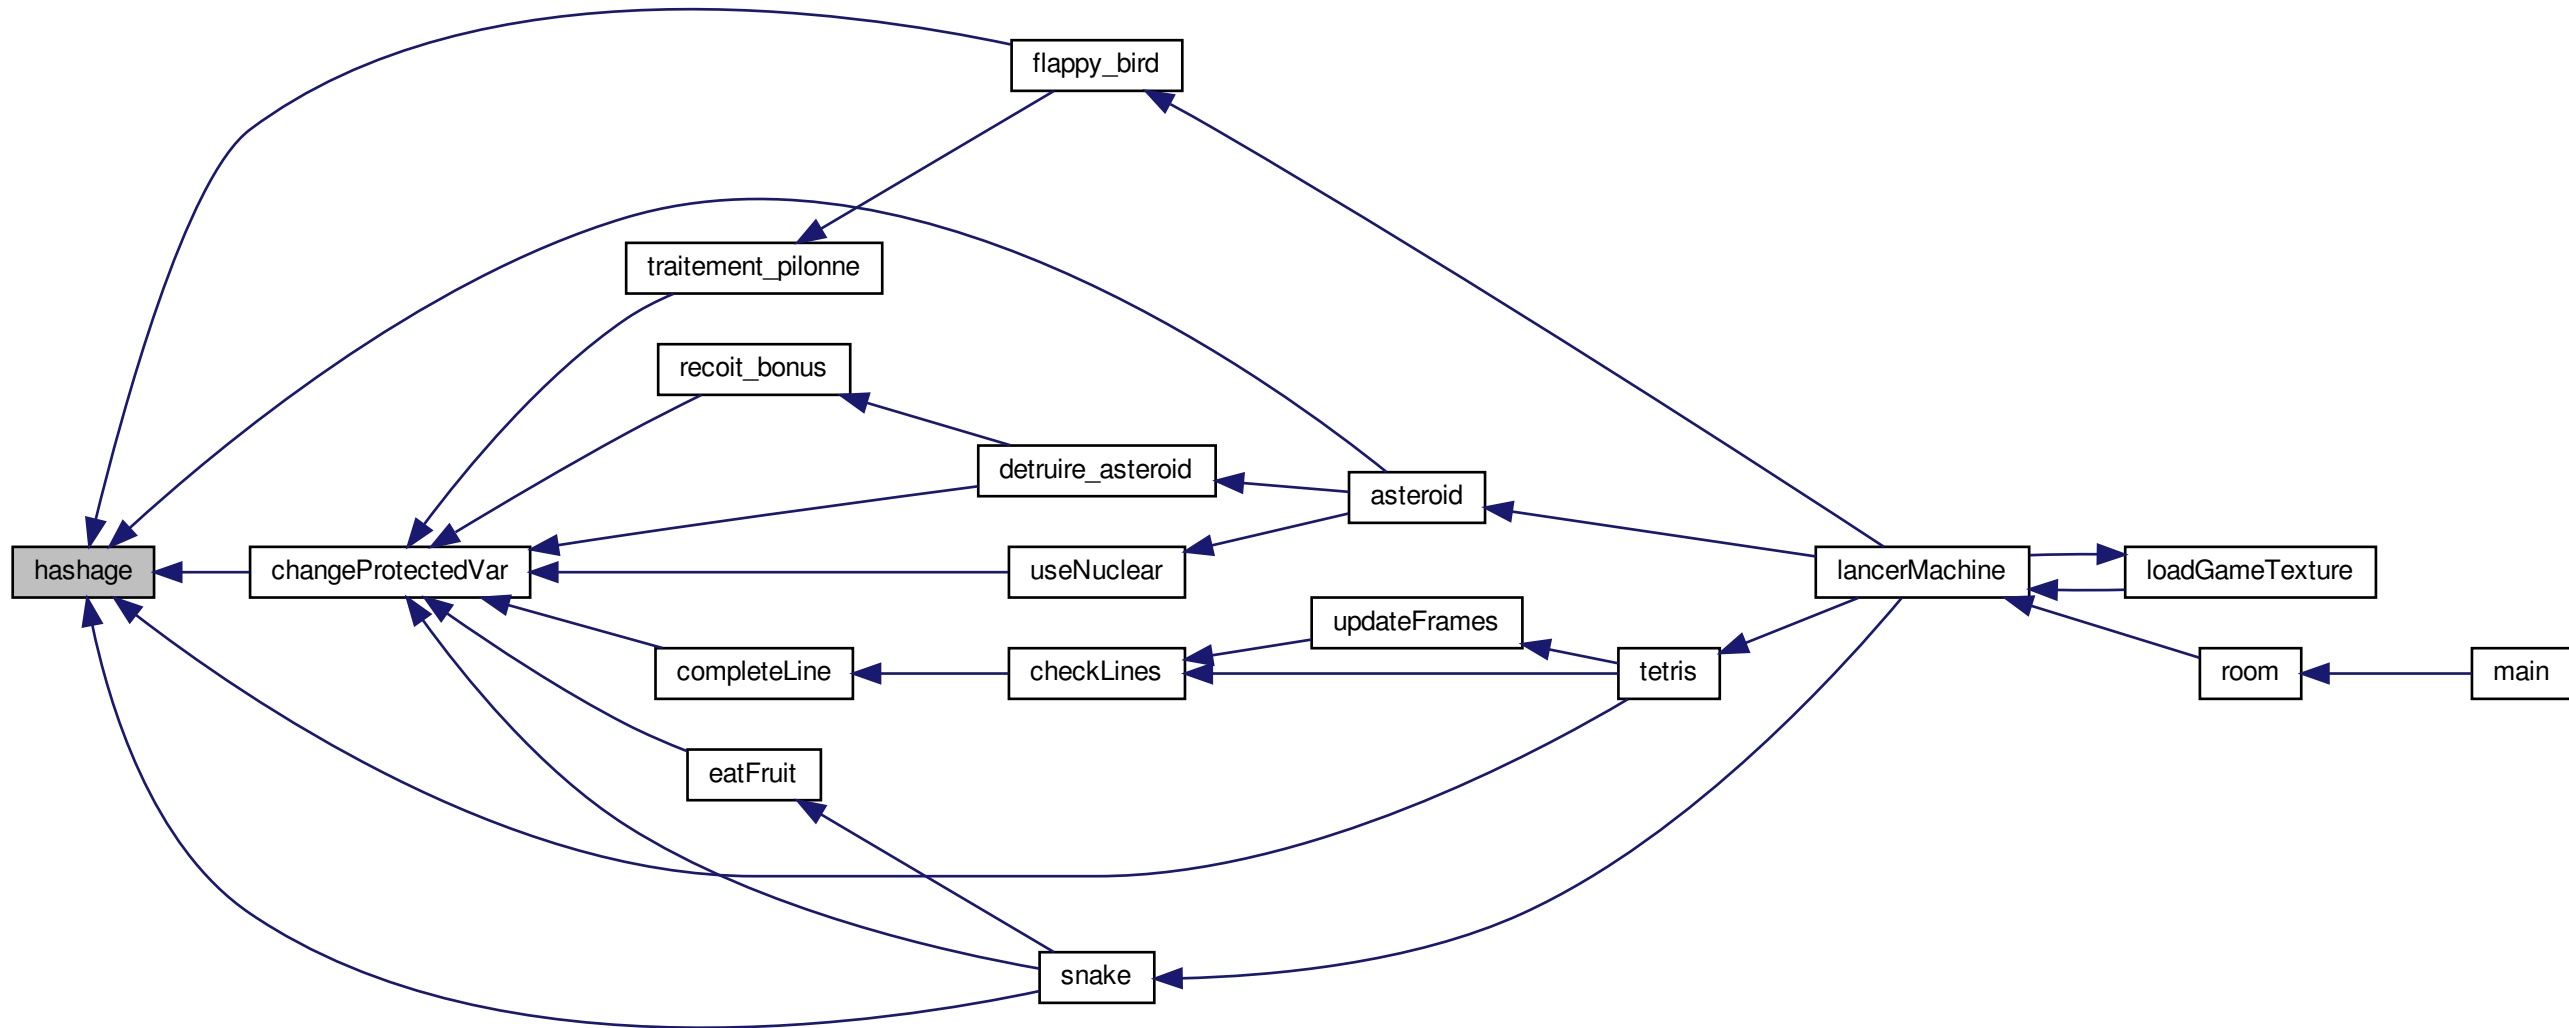 flappy_bird
traitement_pilonne
recoit_bonus
detruire_asteroid
asteroid
hashage
changeProtectedVar
useNuclear
lancerMachine
loadGameTexture
updateFrames
completeLine
checkLines
tetris
room
main
eatFruit
snake